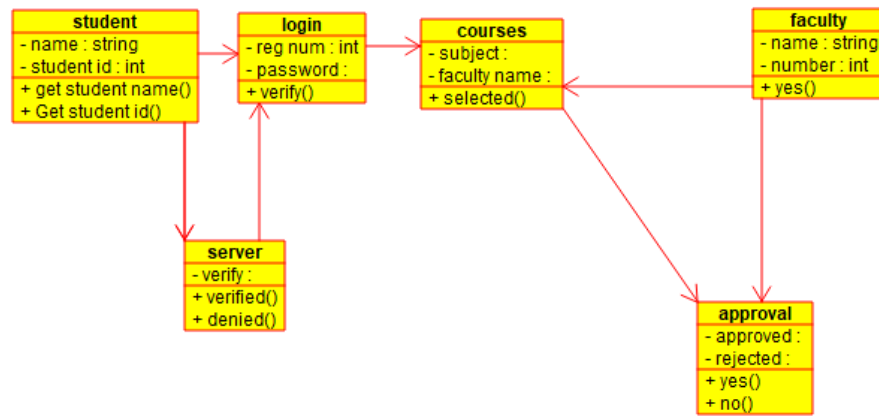 student
- name : string
- student id : int
+ get student name()
+ Get student id()
login
- reg num : int
- password :
+ verify()
courses
- subject :
- faculty name :
+ selected()
faculty
- name : string
- number : int
+ yes()
server
- verify :
+ verified()
+ denied()
approval
- approved :
- rejected :
+ yes()
+ no()